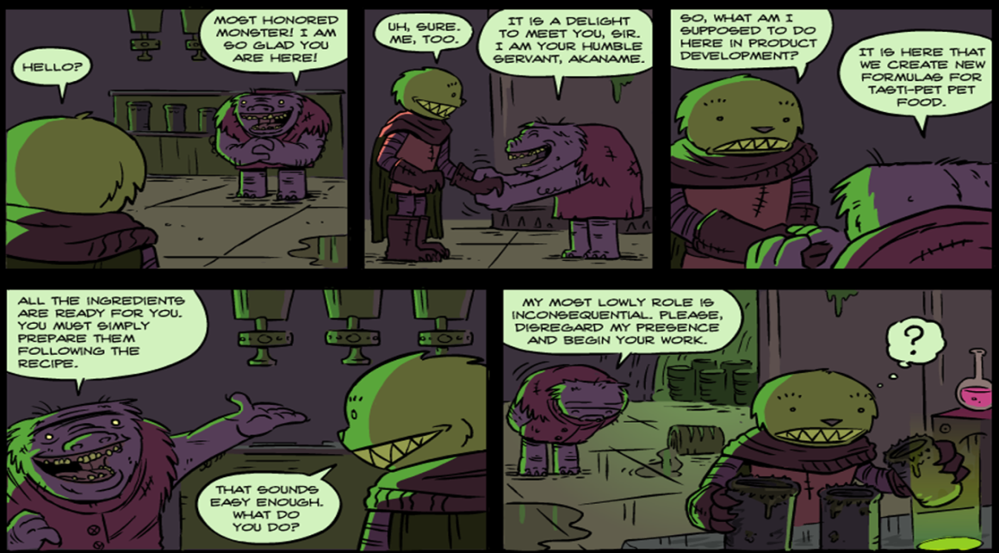 HELLO?
MOST HONORED
MONSTER! I AM
SO GLAD YOU
ARE HERE!
UH, SURE.
ME, TOO.
IT IS A DELIGHT
TO MEET YOU, SIR.
I AM YOUR HUMBLE
SERVANT, AKANAME.
SO, WHAT AM I
SUPPOSED TO DO
HERE IN PRODUCT
DEVELOPMENT?
IT IS HERE THAT
WE CREATE NEW
FORMULAS FOR
TASTI-PET PET
FOOD.
ALL THE INGREDIENTS
ARE READY FOR YOU.
YOU MUST SIMPLY
PREPARE THEM
FOLLOWING THE
RECIPE.
THAT SOUNDS
EASY ENOUGH.
WHAT DO
YOU DO?
MY MOST LOWLY ROLE IS
INCONSEQUENTIAL. PLEASE,
DISREGARD MY PRESENCE
AND BEGIN YOUR WORK.
?